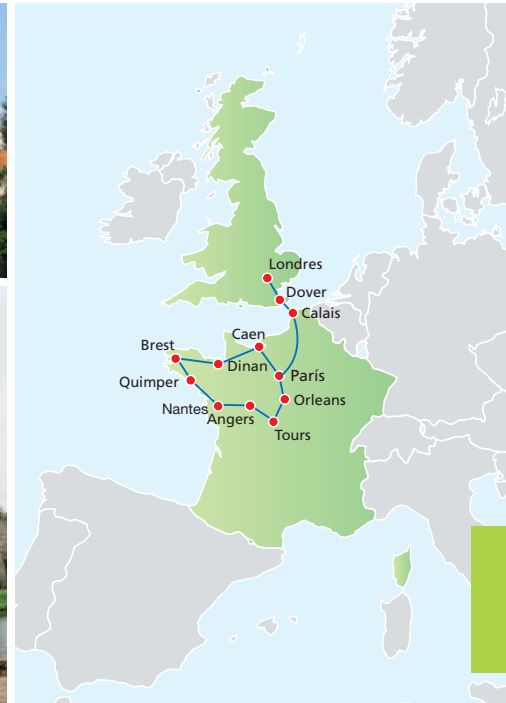 Londres
Dover
Calais
Caen
Brest
Dinan
París
Quimper
Orleans
Nantes
Angers
Tours